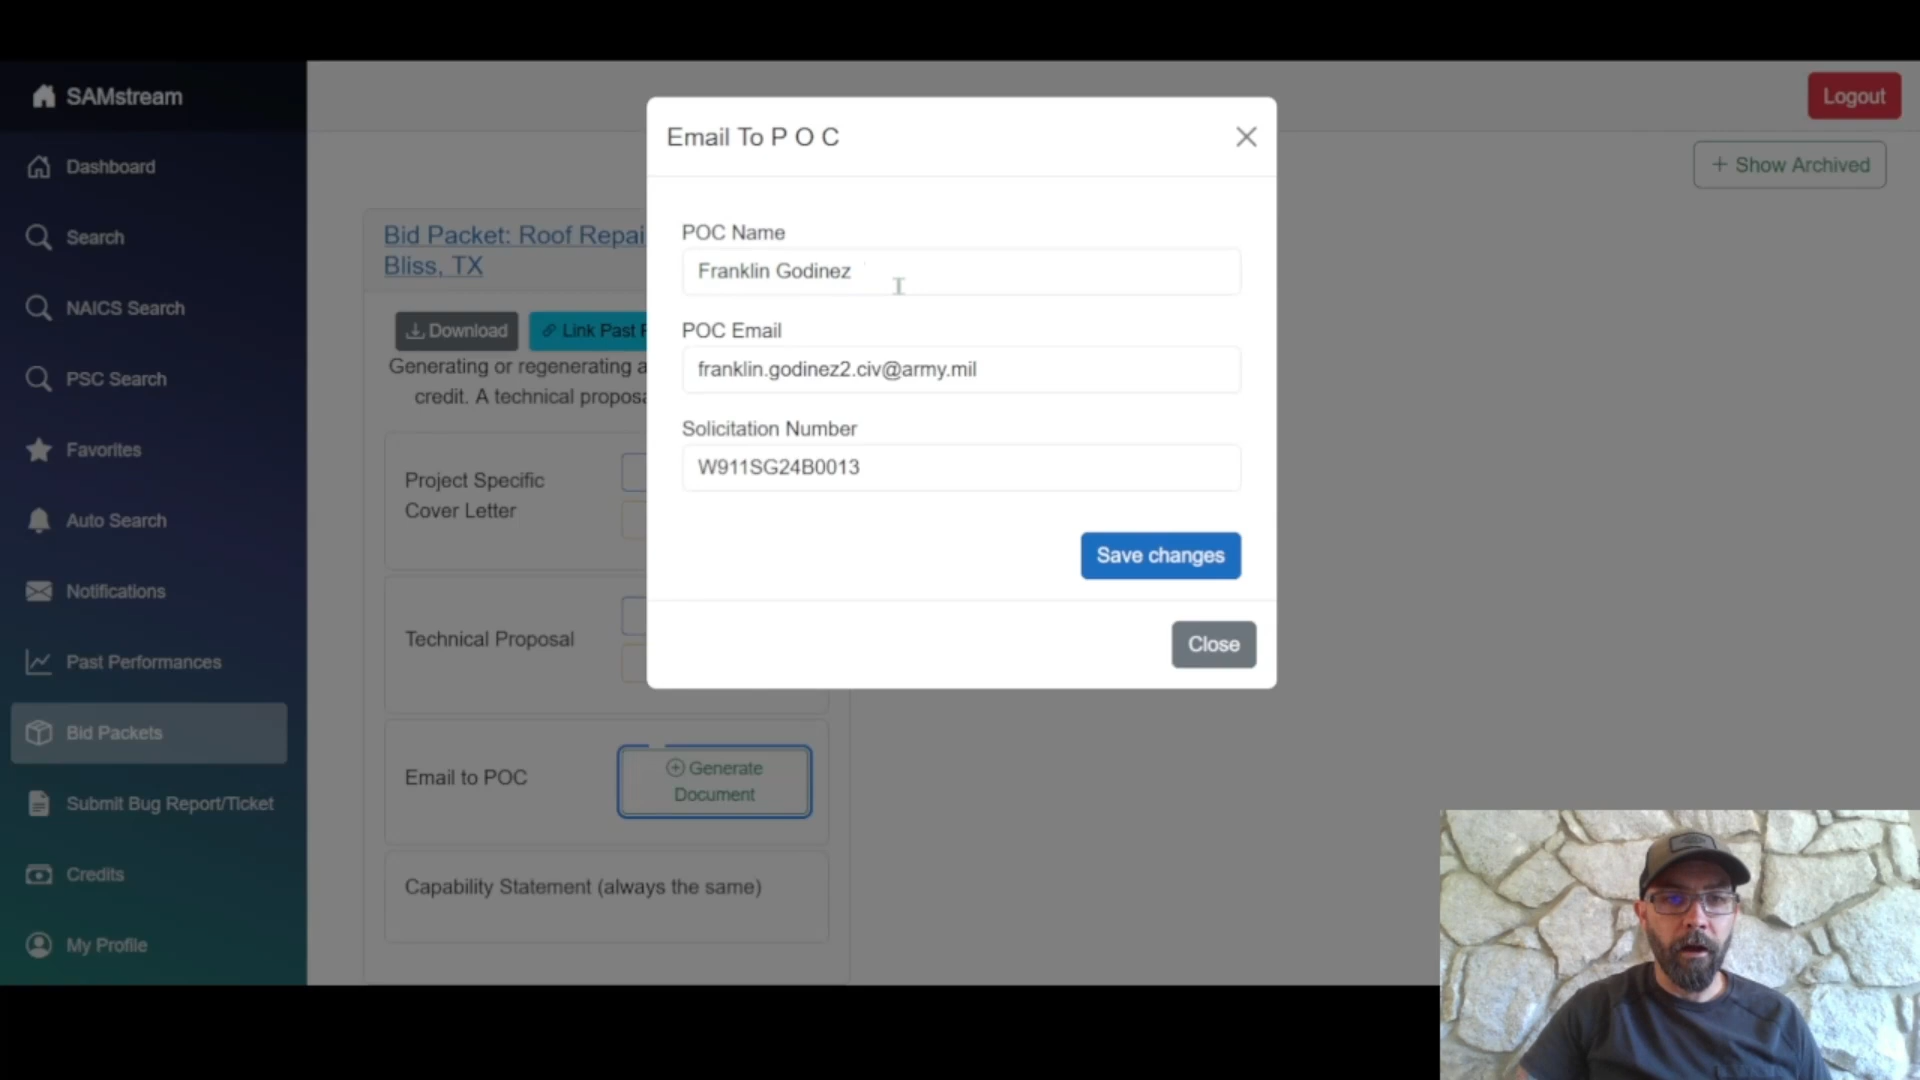 SAMstream
Dashboard
Search
NAICS Search
PSC Search
Favorites
Auto Search
Notifications
Past Performances
Bid Packets
Submit Bug Report/Ticket
Credits
My Profile
Logout
+ Show Archived
Bid Packet: Roof Repai
Bliss, TX
Download
Link Past
Generating or regenerating a
credit. A technical propos
Project Specific
Cover Letter
Technical Proposal
Email to POC
Generate
Document
Capability Statement (always the same)
Email To P O C
POC Name
Franklin Godinez
POC Email
franklin.godinez2.civ@army.mil
Solicitation Number
W911SG24B0013
Save changes
Close